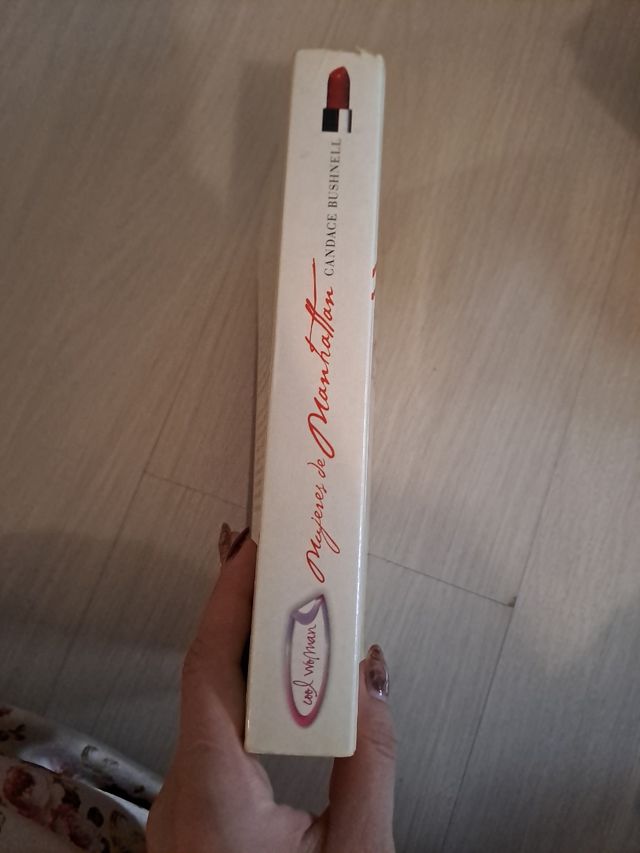 cool woman
Mujeres de Manhattan
CANDACE BUSHNELL